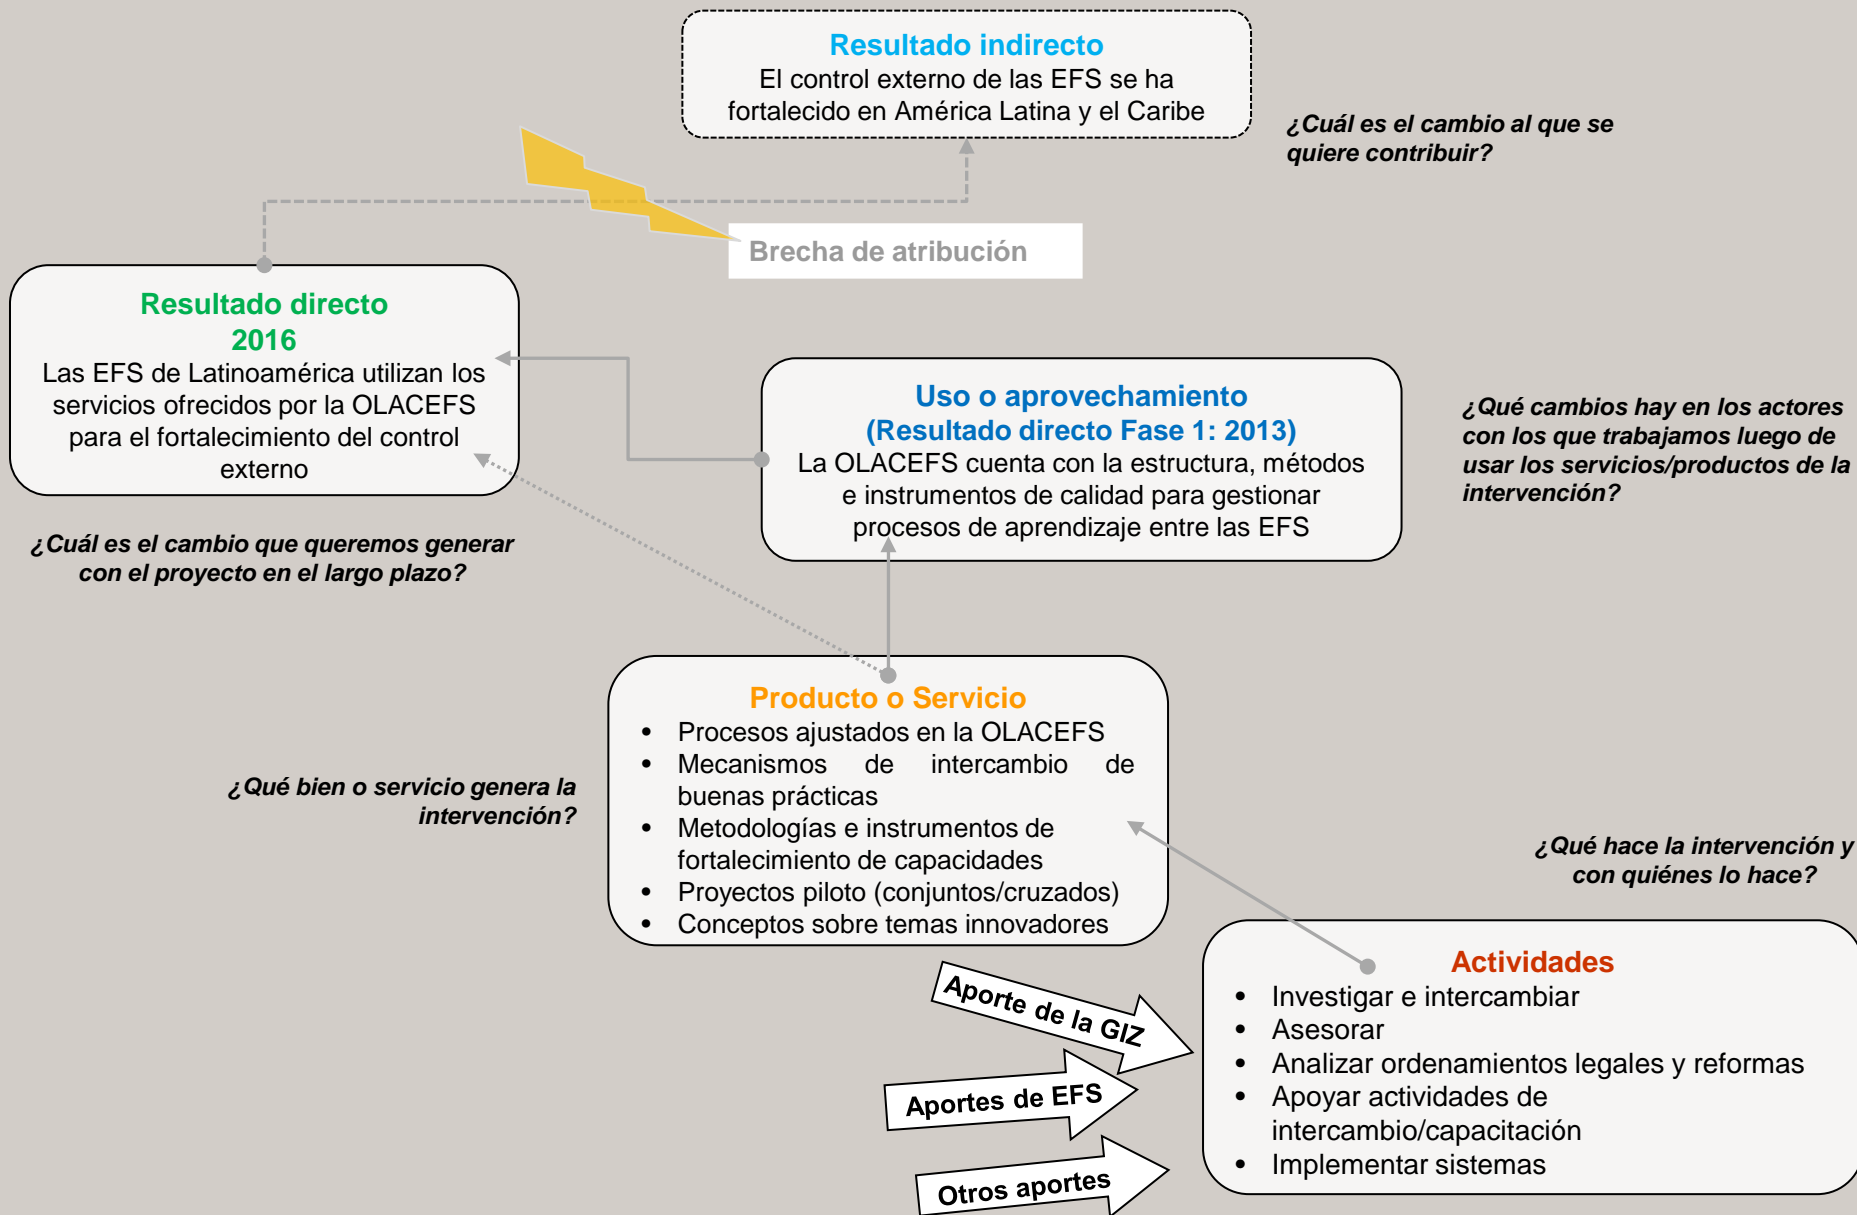 Resultado indirecto
El control externo de las EFS se ha
fortalecido en América Latina y el Caribe
¿Cuál es el cambio al que se
quiere contribuir?
Brecha de atribución
Resultado directo
2016
Las EFS de Latinoamérica utilizan los
servicios ofrecidos por la OLACEFS
para el fortalecimiento del control
externo
¿Cuál es el cambio que queremos generar
con el proyecto en el largo plazo?
Uso o aprovechamiento
(Resultado directo Fase 1: 2013)
La OLACEFS cuenta con la estructura, métodos
e instrumentos de calidad para gestionar
procesos de aprendizaje entre las EFS
¿Qué cambios hay en los actores
con los que trabajamos luego de
usar los servicios/productos de la
intervención?
Producto o Servicio
• Procesos ajustados en la OLACEFS
• Mecanismos de intercambio de
buenas prácticas
• Metodologías e instrumentos de
fortalecimiento de capacidades
• Proyectos piloto (conjuntos/cruzados)
• Conceptos sobre temas innovadores
¿Qué bien o servicio genera la
intervención?
¿Qué hace la intervención y
con quiénes lo hace?
Actividades
• Investigar e intercambiar
• Asesorar
• Analizar ordenamientos legales y reformas
• Apoyar actividades de
intercambio/capacitación
• Implementar sistemas
Aporte de la GIZ
Aportes de EFS
Otros aportes